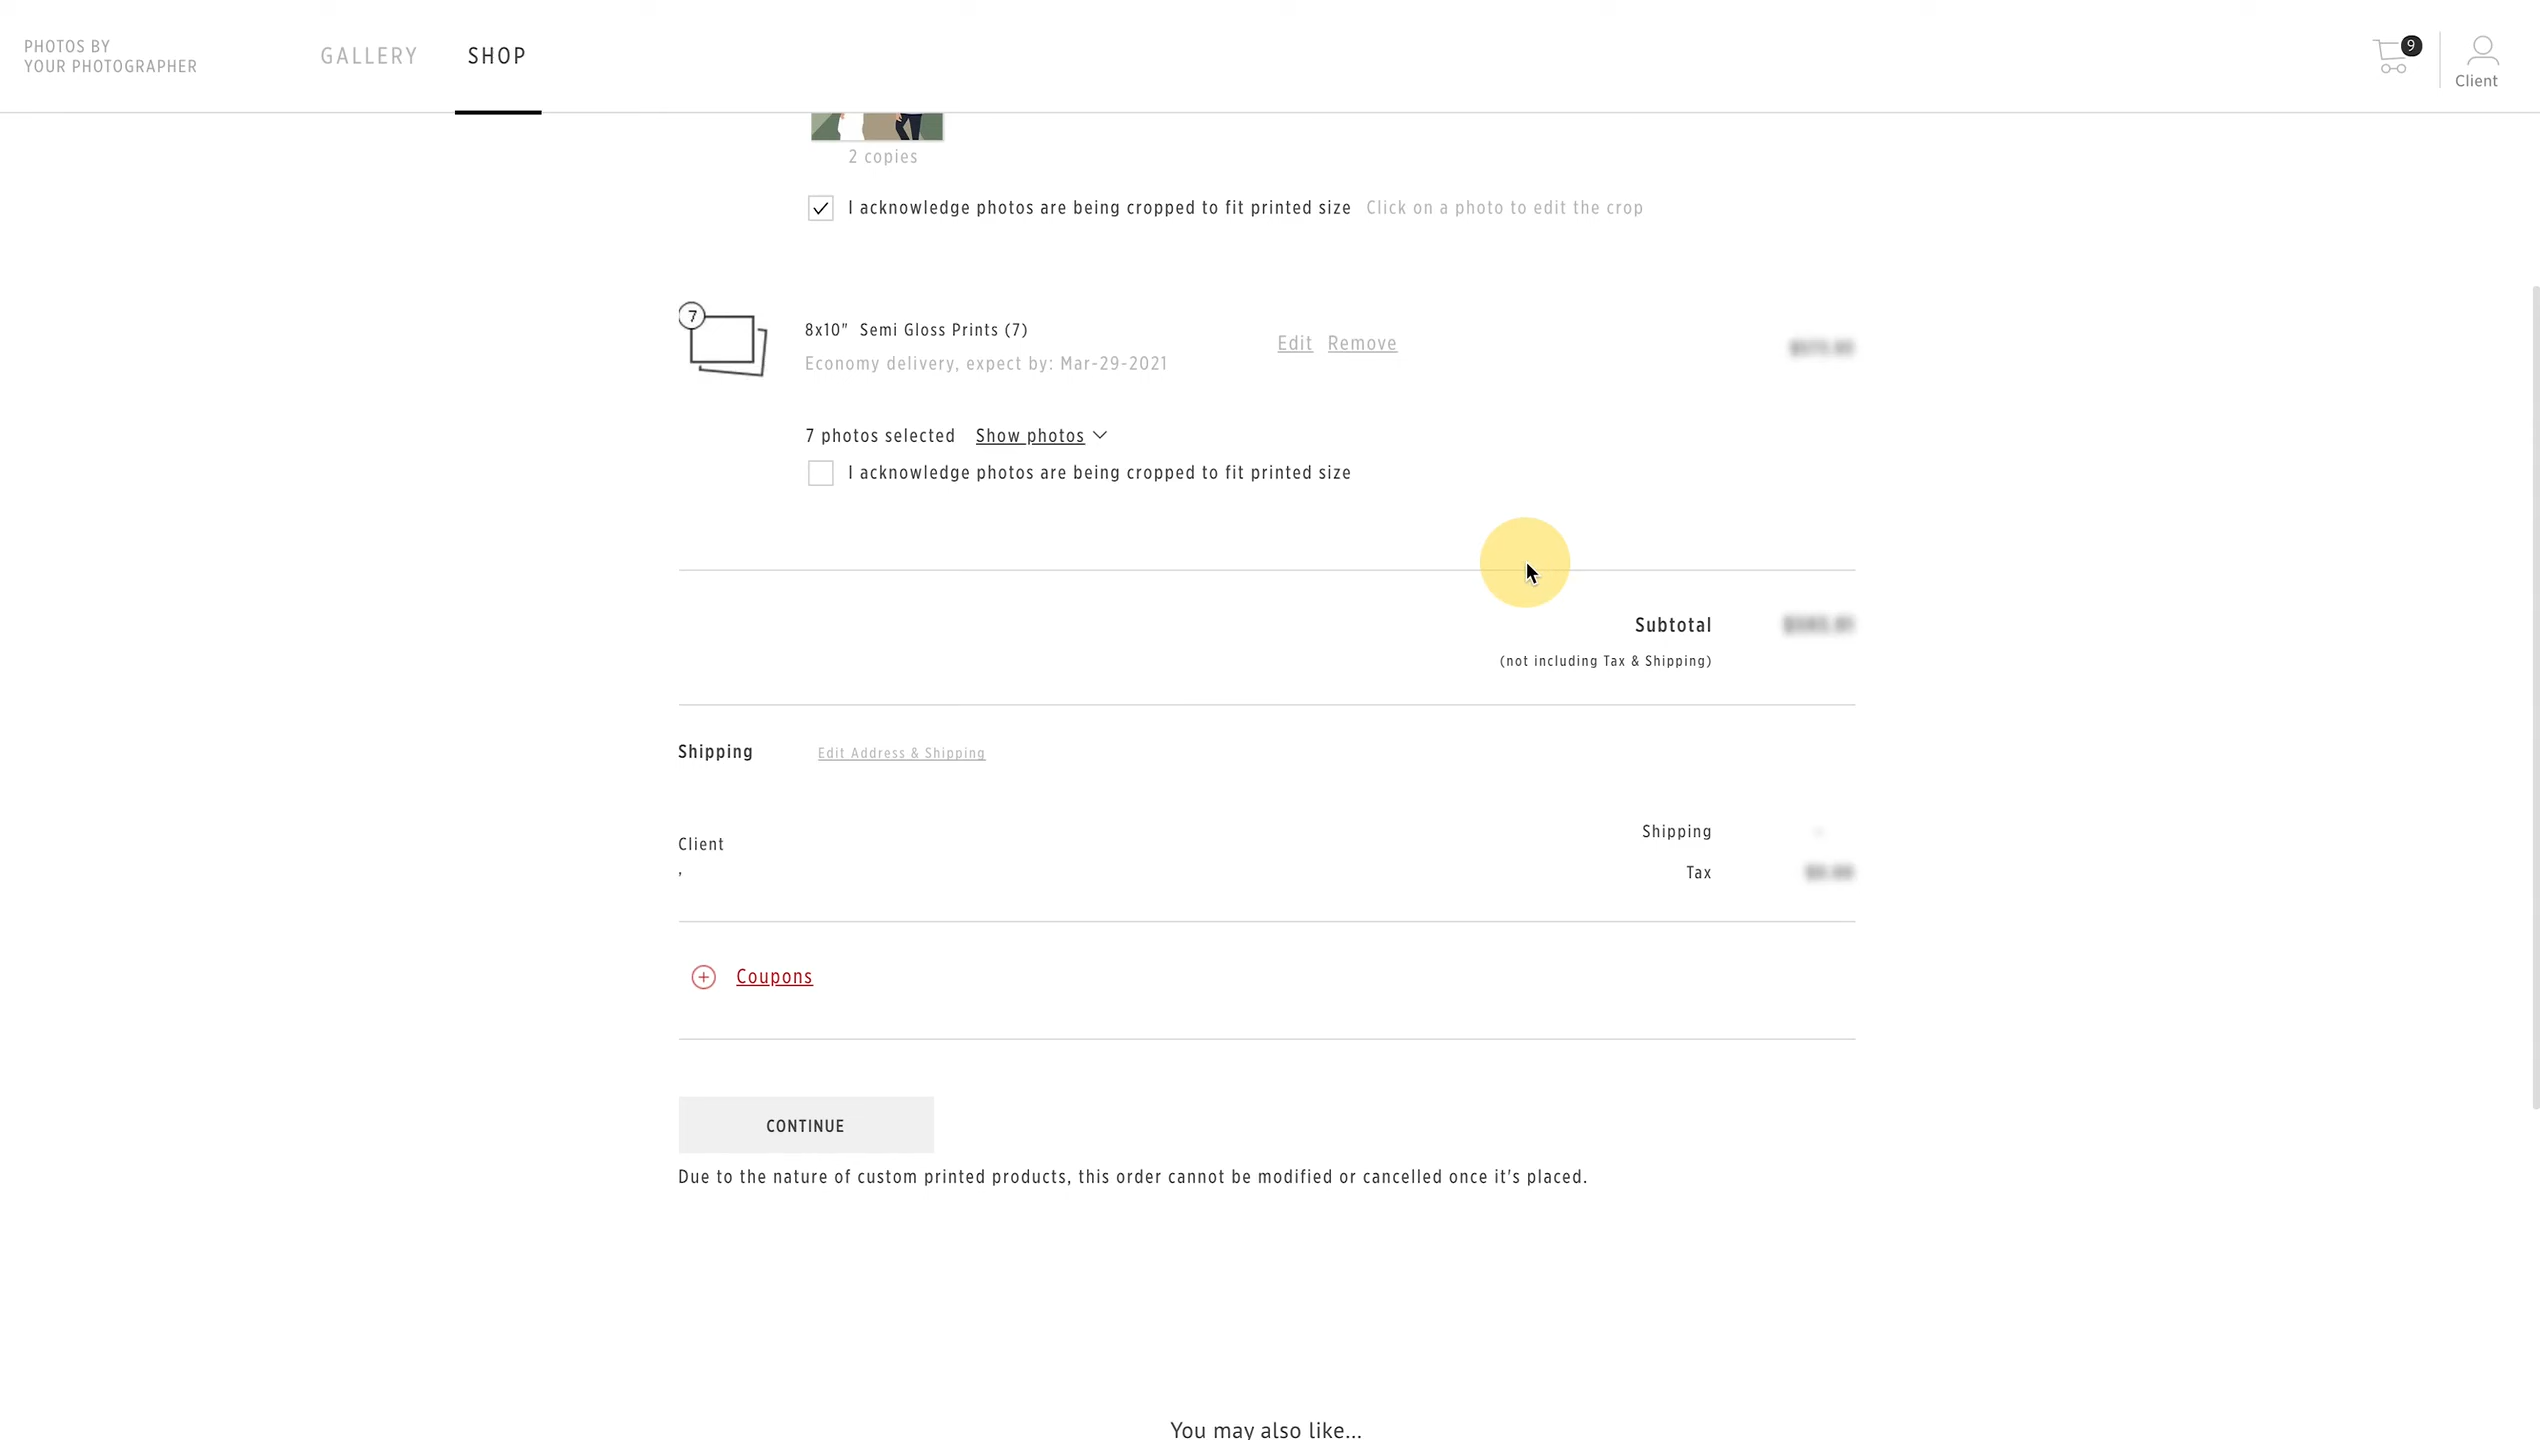 PHOTOS BY
YOUR PHOTOGRAPHER
GALLERY
SHOP
9
Client
2 copies
I acknowledge photos are being cropped to fit printed size Click on a photo to edit the crop
7
8x10" Semi Gloss Prints (7)
Edit Remove
Economy delivery, expect by: Mar-29-2021
7 photos selected Show photos
I acknowledge photos are being cropped to fit printed size
Subtotal
(not including Tax & Shipping)
Shipping Edit Address & Shipping
Shipping
Client
,
Tax
Coupons
CONTINUE
Due to the nature of custom printed products, this order cannot be modified or cancelled once it's placed.
You may also like...